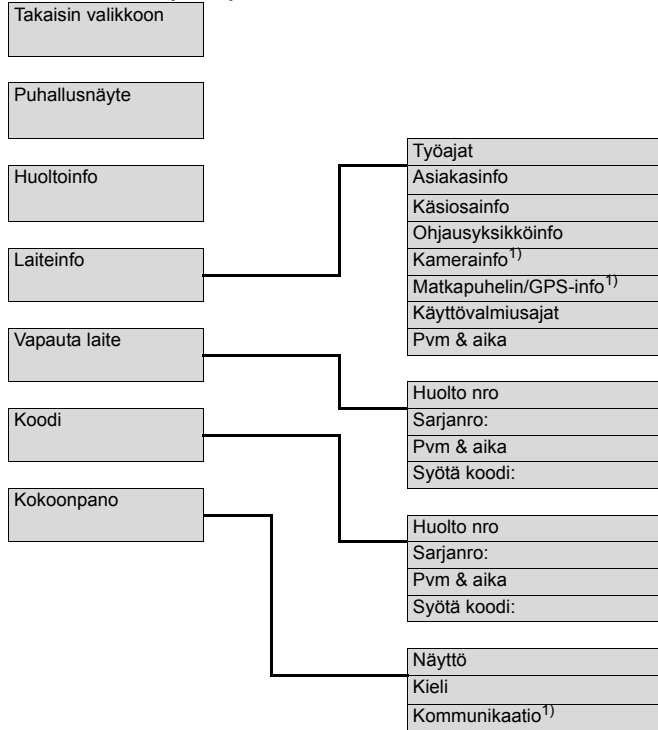 Takaisin valikkoon
Puhallusnäyte
Huoltoinfo
Laiteinfo
Vapauta laite
Koodi
Kokoonpano
Työajat
Asiakasinfo
Käsiosainfo
Ohjausyksikköinfo
Kamerainfo1)
Matkapuhelin/GPS-info1)
Käyttövalmiusajat
Pvm & aika
Huolto nro
Sarjanro:
Pvm & aika
Syötä koodi:
Huolto nro
Sarjanro:
Pvm & aika
Syötä koodi:
Näyttö
Kieli
Kommunikaatio1)